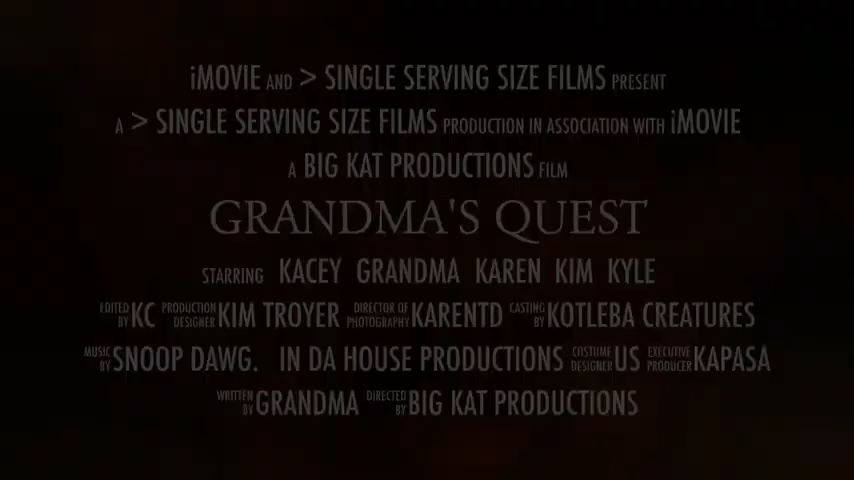 iMOVIE AND > SINGLE SERVING SIZE FILMS PRESENT
A > SINGLE SERVING SIZE FILMS PRODUCTION IN ASSOCIATION WITH iMOVIE
A BIG KAT PRODUCTIONS FILM
GRANDMA'S QUEST
STARRING KACEY GRANDMA KAREN KIM KYLE
EDITED BY KC PRODUCTION DESIGNER KIM TROYER DIRECTOR OF PHOTOGRAPHY KARENTD CASTING BY KOTLEBA CREATURES
MUSIC BY SNOOP DAWG. IN DA HOUSE PRODUCTIONS COSTUME DESIGNER US EXECUTIVE PRODUCER KAPASA
WRITTEN BY GRANDMA DIRECTED BY BIG KAT PRODUCTIONS